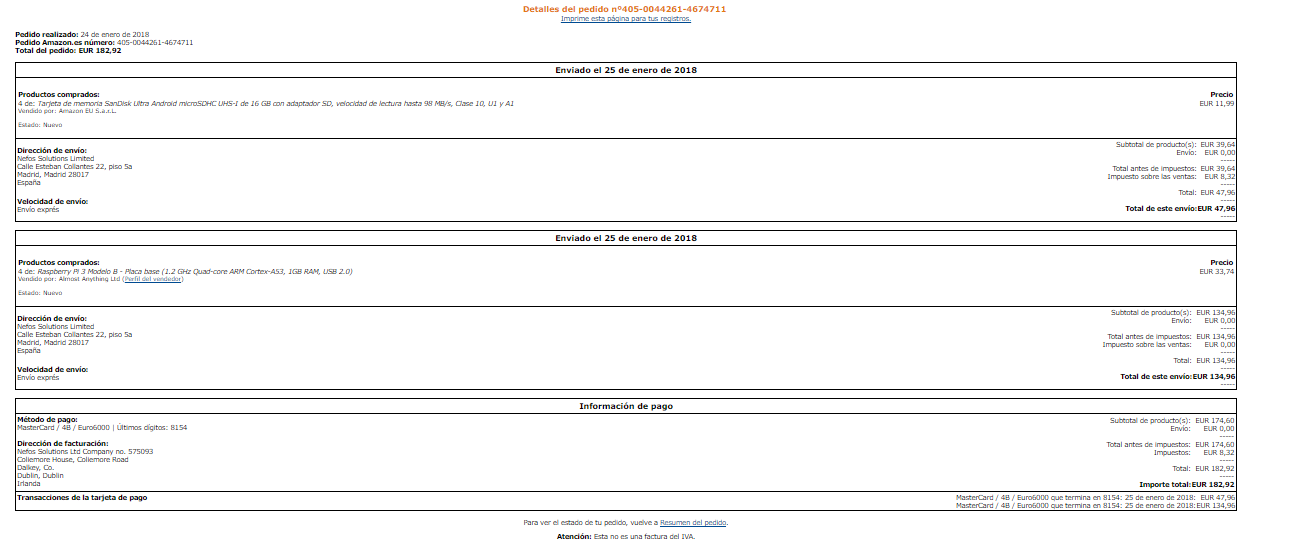 Detalles del pedido nº405-0044261-4674711
Imprime esta página para tus registros.
Pedido realizado: 24 de enero de 2018
Pedido Amazon.es número: 405-0044261-4674711
Total del pedido: EUR 182,92
Enviado el 25 de enero de 2018
Productos comprados: Precio
4 de: Tarjeta de memoria SanDisk Ultra Android microSDHC UHS-I de 16 GB con adaptador SD, velocidad de lectura hasta 98 MB/s, Clase 10, U1 y A1 EUR 11,99
Vendido por: Amazon EU S.a.r.L.
Estado: Nuevo
Dirección de envío:
Nefos Solutions Limited
Calle Esteban Collantes 22, piso 5a
Madrid, Madrid 28017
España
Velocidad de envío:
Envío exprés
Subtotal de producto(s): EUR 39,64
Envío: EUR 0,00
-----
Total antes de impuestos: EUR 39,64
Impuesto sobre las ventas: EUR 8,32
-----
Total: EUR 47,96
-----
Total de este envío:EUR 47,96
-----
Enviado el 25 de enero de 2018
Productos comprados: Precio
4 de: Raspberry Pi 3 Modelo B - Placa base (1.2 GHz Quad-core ARM Cortex-A53, 1GB RAM, USB 2.0) EUR 33,74
Vendido por: Almost Anything Ltd (Perfil del vendedor)
Estado: Nuevo
Dirección de envío:
Nefos Solutions Limited
Calle Esteban Collantes 22, piso 5a
Madrid, Madrid 28017
España
Velocidad de envío:
Envío exprés
Subtotal de producto(s): EUR 134,96
Envío: EUR 0,00
-----
Total antes de impuestos: EUR 134,96
Impuesto sobre las ventas: EUR 0,00
-----
Total: EUR 134,96
-----
Total de este envío:EUR 134,96
-----
Información de pago
Método de pago:
MasterCard / 4B / Euro6000 | Últimos dígitos: 8154
Dirección de facturación:
Nefos Solutions Ltd Company no. 575093
Coliemore House, Coliemore Road
Dalkey, Co.
Dublin, Dublin
Irlanda
Subtotal de producto(s): EUR 174,60
Envío: EUR 0,00
-----
Total antes de impuestos: EUR 174,60
Impuestos: EUR 8,32
-----
Total: EUR 182,92
-----
Importe total:EUR 182,92
Transacciones de la tarjeta de pago
MasterCard / 4B / Euro6000 que termina en 8154: 25 de enero de 2018: EUR 47,96
MasterCard / 4B / Euro6000 que termina en 8154: 25 de enero de 2018:EUR 134,96
Para ver el estado de tu pedido, vuelve a Resumen del pedido.
Atención: Esta no es una factura del IVA.